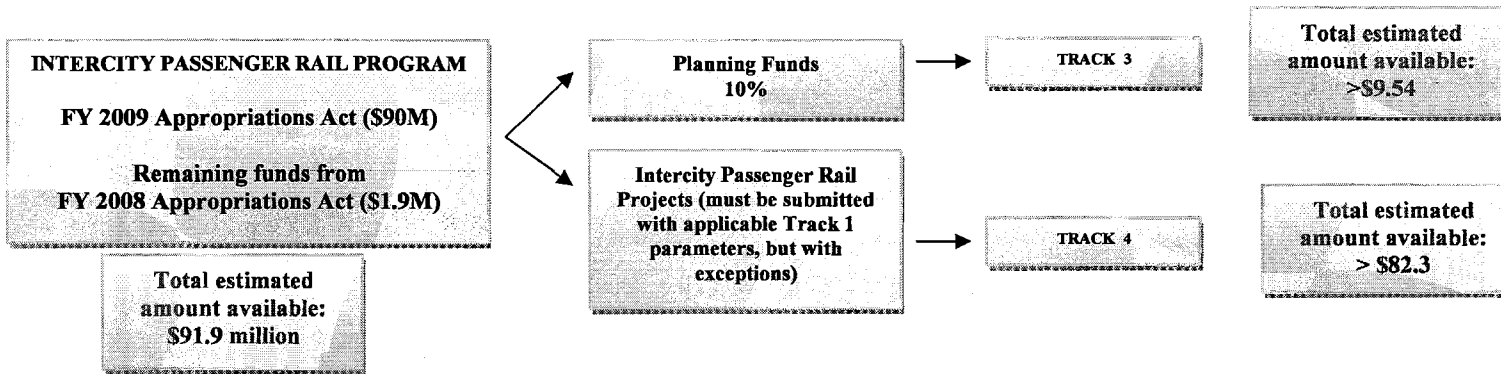 INTERCITY PASSENGER RAIL PROGRAM
FY 2009 Appropriations Act ($90M)
Remaining funds from
FY 2008 Appropriations Act ($1.9M)
Total estimated
amount available:
$91.9 million
Planning Funds
10%
TRACK 3
Total estimated
amount available:
>$9.54
Intercity Passenger Rail
Projects (must be submitted
with applicable Track 1
parameters, but with
exceptions)
TRACK 4
Total estimated
amount available:
> $82.3